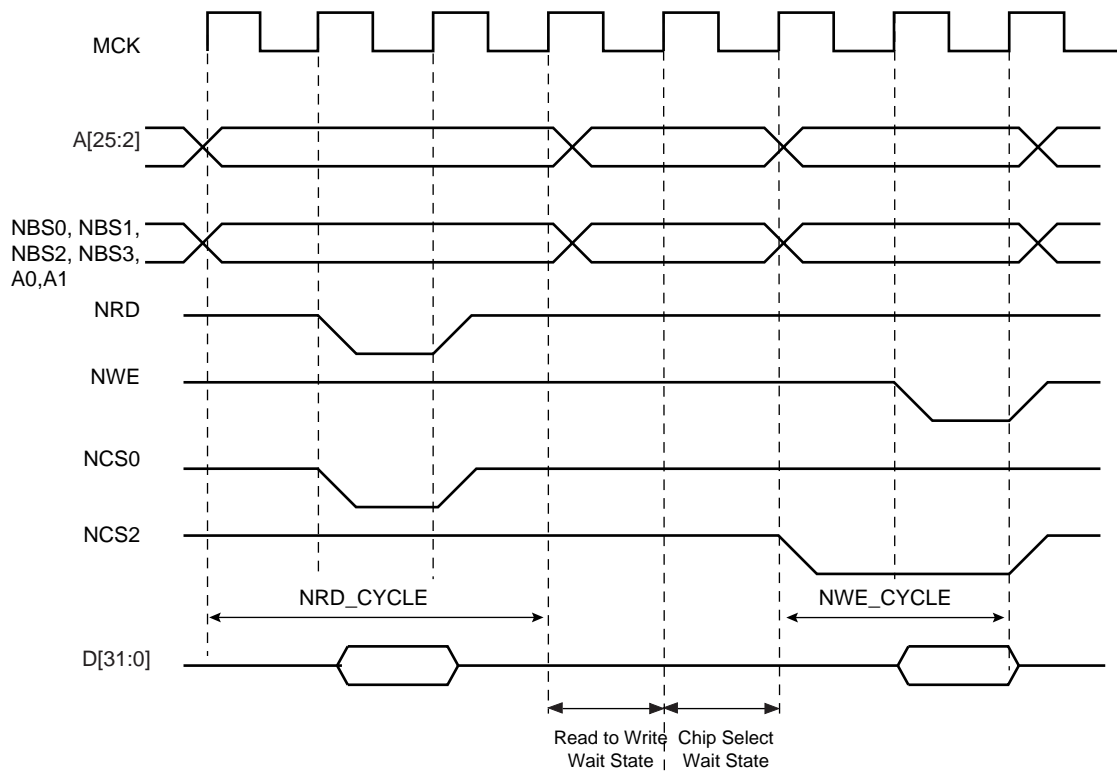 MCK
A[25:2]
NBS0, NBS1,
NBS2, NBS3,
A0,A1
NRD
NWE
NCS0
NCS2
NRD_CYCLE
NWE_CYCLE
D[31:0]
Read to Write
Wait State
Chip Select
Wait State